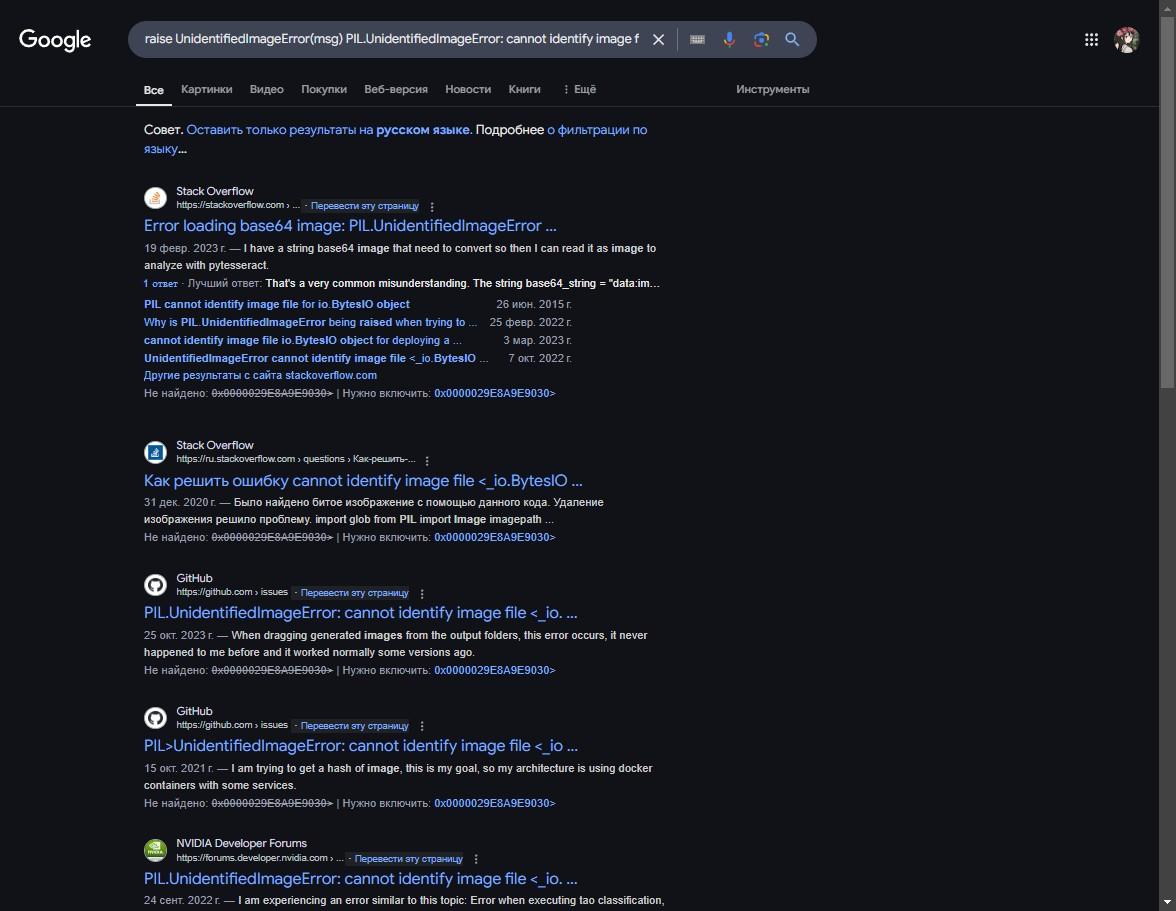 Google
raise UnidentifiedImageError(msg) PIL.UnidentifiedImageError: cannot identify image f
Все Картинки Видео Покупки Веб-версия Новости Книги Ещё Инструменты
Совет. Оставить только результаты на русском языке. Подробнее о фильтрации по
языку...
Stack Overflow
https://stackoverflow.com › ... · Перевести эту страницу
Error loading base64 image: PIL.UnidentifiedImageError ...
19 февр. 2023 г. — I have a string base64 image that need to convert so then I can read it as image to
analyze with pytesseract.
1 ответ · Лучший ответ: That's a very common misunderstanding. The string base64_string = "data:im...
PIL cannot identify image file for io.BytesIO object 26 июн. 2015 г.
Why is PIL.UnidentifiedImageError being raised when trying to ... 25 февр. 2022 г.
cannot identify image file io.BytesIO object for deploying a ... 3 мар. 2023 г.
UnidentifiedImageError cannot identify image file <_io.BytesIO ... 7 окт. 2022 г.
Другие результаты с сайта stackoverflow.com
Не найдено: 0x0000029E8A9E9030> | Нужно включить: 0x0000029E8A9E9030>
Stack Overflow
https://ru.stackoverflow.com › questions › Как-решить-...
Как решить ошибку cannot identify image file <_io.BytesIO ...
31 дек. 2020 г. — Было найдено битое изображение с помощью данного кода. Удаление
изображения решило проблему. import glob from PIL import Image imagepath ...
Не найдено: 0x0000029E8A9E9030> | Нужно включить: 0x0000029E8A9E9030>
GitHub
https://github.com › issues · Перевести эту страницу
PIL.UnidentifiedImageError: cannot identify image file <_io. ...
25 окт. 2023 г. — When dragging generated images from the output folders, this error occurs, it never
happened to me before and it worked normally some versions ago.
Не найдено: 0x0000029E8A9E9030> | Нужно включить: 0x0000029E8A9E9030>
GitHub
https://github.com › issues · Перевести эту страницу
PIL>UnidentifiedImageError: cannot identify image file <_io ...
15 окт. 2021 г. — I am trying to get a hash of image, this is my goal, so my architecture is using docker
containers with some services.
Не найдено: 0x0000029E8A9E9030> | Нужно включить: 0x0000029E8A9E9030>
NVIDIA Developer Forums
https://forums.developer.nvidia.com › ... · Перевести эту страницу
PIL.UnidentifiedImageError: cannot identify image file <_io. ...
24 сент. 2022 г. — I am experiencing an error similar to this topic: Error when executing tao classification,